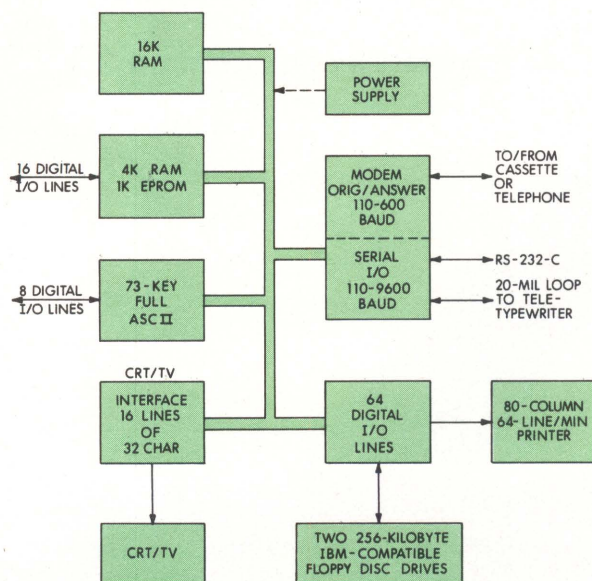 16K
RAM
POWER
SUPPLY
16 DIGITAL
I/O LINES
4K RAM
1K EPROM
MODEM
ORIG/ANSWER
110-600
BAUD
TO/FROM
CASSETTE
OR
TELEPHONE
8 DIGITAL
I/O LINES
73-KEY
FULL
ASC II
SERIAL
I/O
110-9600
BAUD
RS-232-C
20-MIL LOOP
TO TELE-
TYPEWRITER
CRT/TV
INTERFACE
16 LINES
OF
32 CHAR
64
DIGITAL
I/O
LINES
80-COLUMN
64-LINE/MIN
PRINTER
CRT/TV
TWO 256-KILOBYTE
IBM-COMPATIBLE
FLOPPY DISC DRIVES